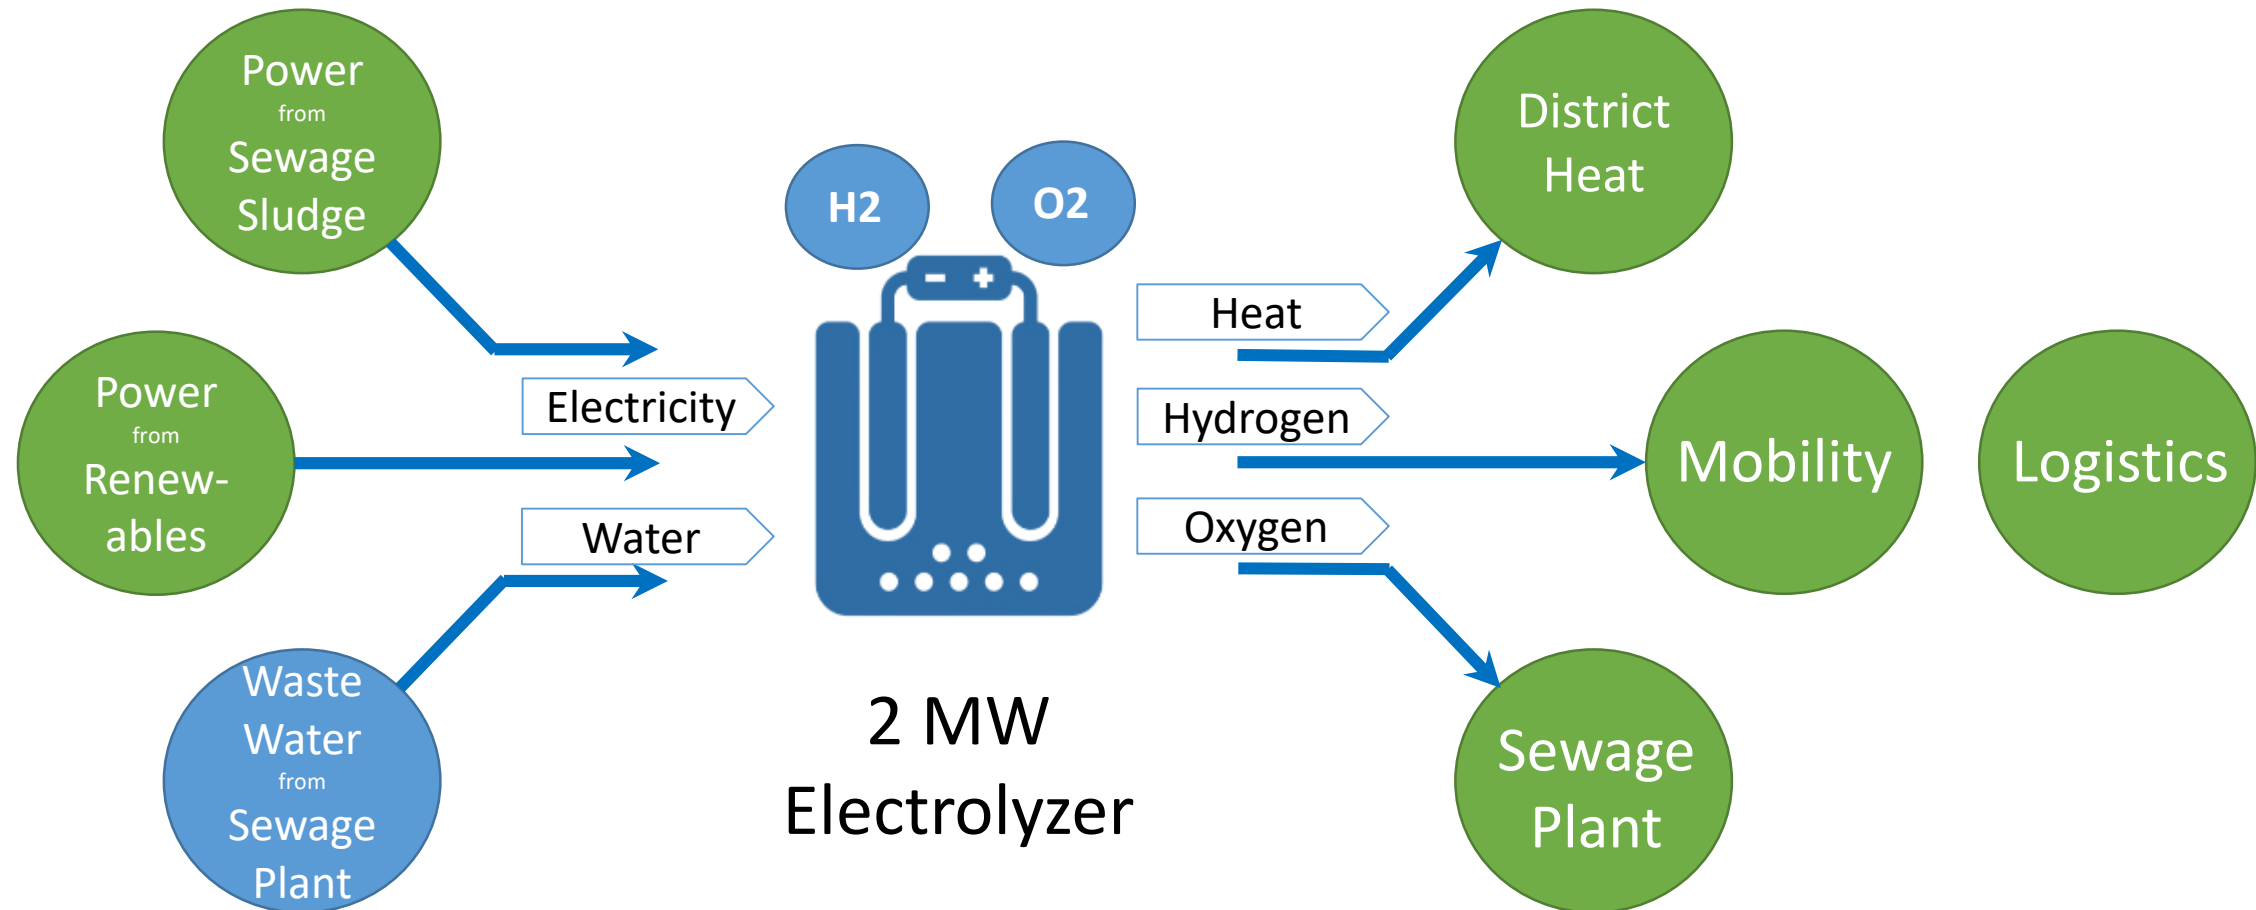 Power
from
Sewage
Sludge
Power
from
Renew-
ables
Waste
Water
from
Sewage
Plant
Electricity
Water
H2
O2
2 MW
Electrolyzer
Heat
Hydrogen
Oxygen
District
Heat
Mobility
Logistics
Sewage
Plant